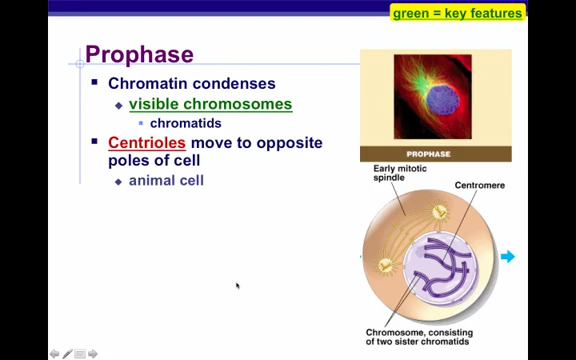 green = key features
Prophase
Chromatin condenses
visible chromosomes
chromatids
Centrioles move to opposite
poles of cell
animal cell
PROPHASE
Early mitotic
spindle
Centromere
Chromosome, consisting
of two sister chromatids